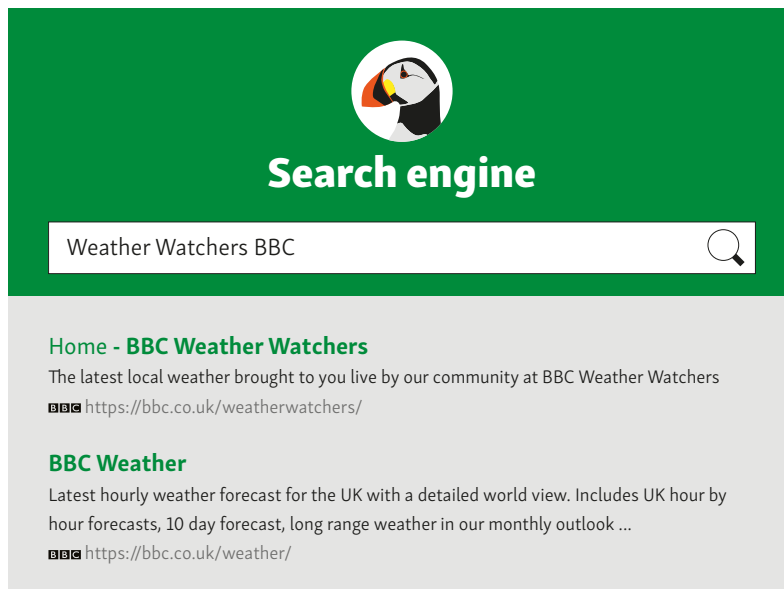 Search engine
Weather Watchers BBC
Home - BBC Weather Watchers
The latest local weather brought to you live by our community at BBC Weather Watchers
BBC https://bbc.co.uk/weatherwatchers/
BBC Weather
Latest hourly weather forecast for the UK with a detailed world view. Includes UK hour by
hour forecasts, 10 day forecast, long range weather in our monthly outlook ...
BBC https://bbc.co.uk/weather/